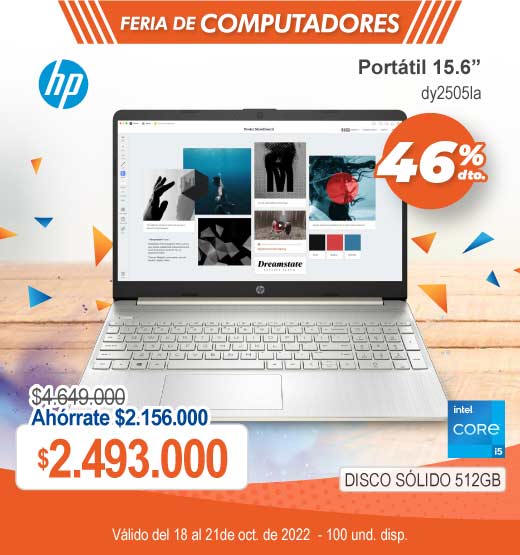 FERIA DE COMPUTADORES
hp
Portátil 15.6”
dy2505la
46% dto.
Dreamstate
hp
$4.649.000
Ahórrate $2.156.000
$2.493.000
intel
CORE
i5
DISCO SÓLIDO 512GB
Válido del 18 al 21de oct. de 2022 - 100 und. disp.